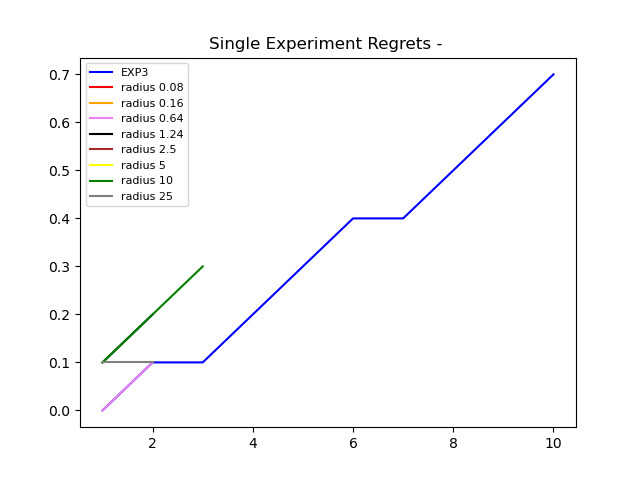 Single Experiment Regrets -
0.7
0.6
0.5
0.4
0.3
0.2
0.1
0.0
EXP3
radius 0.08
radius 0.16
radius 0.64
radius 1.24
radius 2.5
radius 5
radius 10
radius 25
2 4 6 8 10